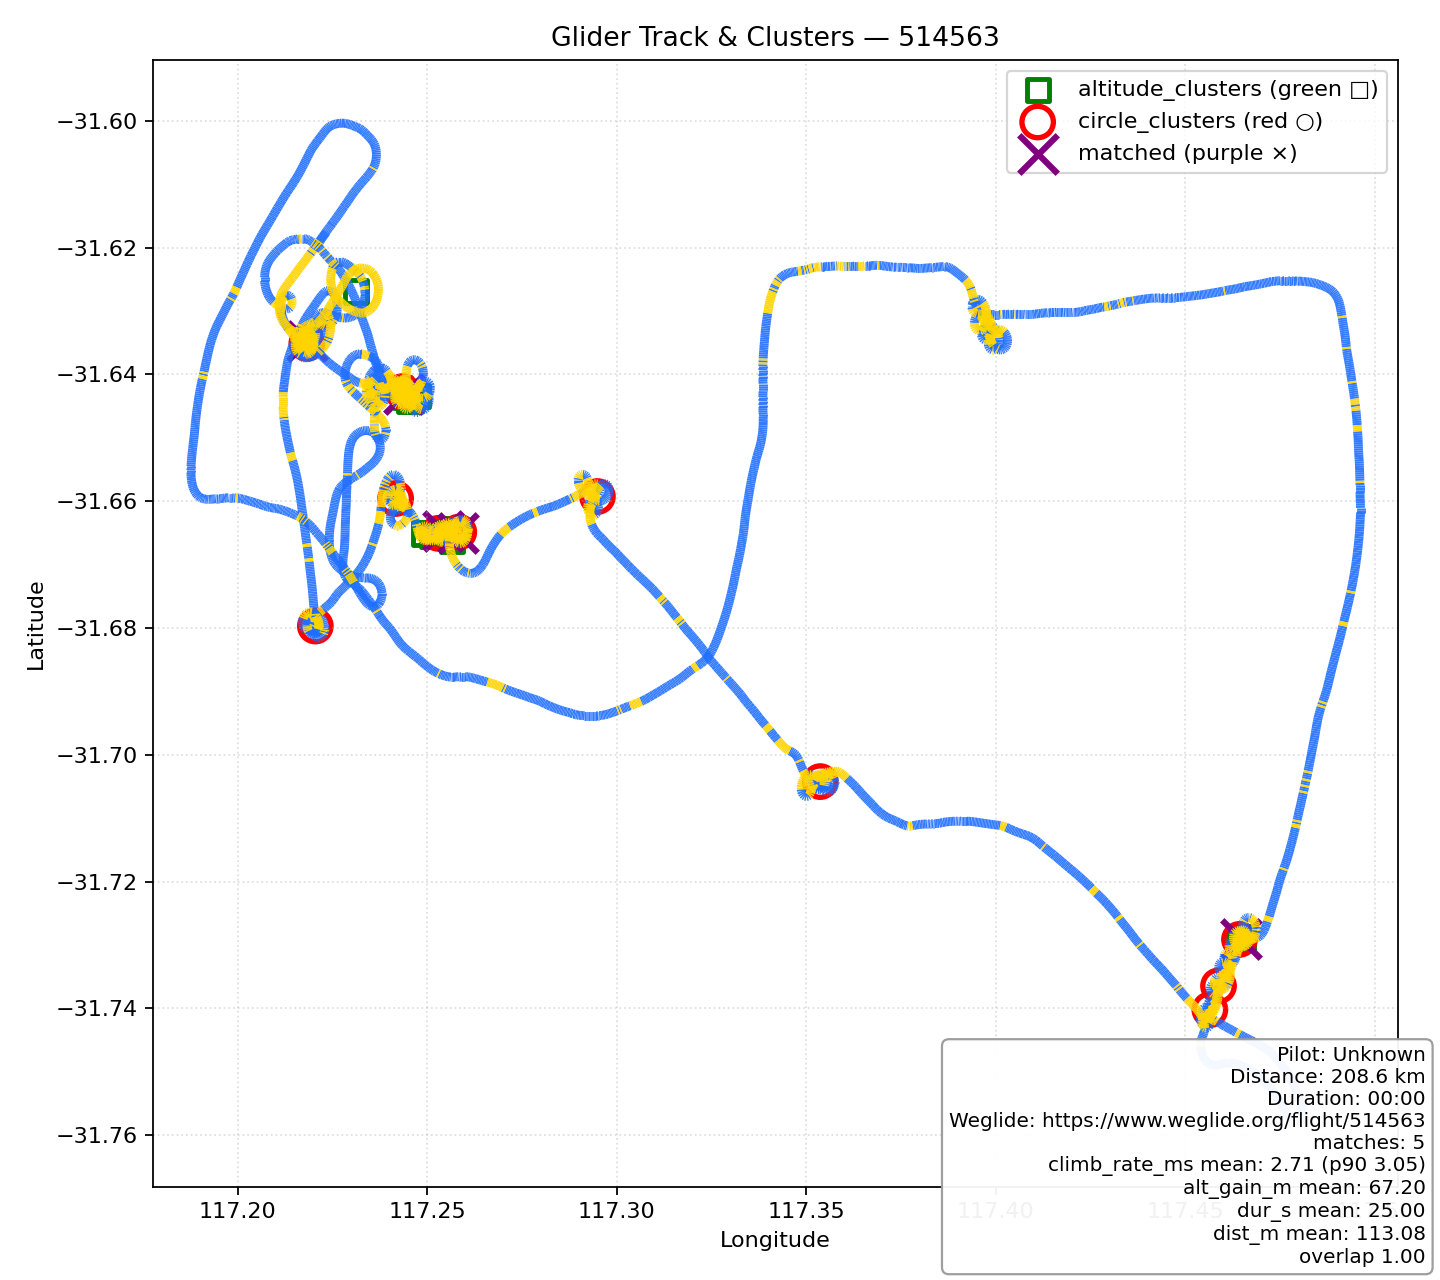 Glider Track & Clusters — 514563
altitude_clusters (green □)
circle_clusters (red ○)
matched (purple ×)
−31.60
−31.62
−31.64
−31.66
−31.68
−31.70
−31.72
−31.74
−31.76
Latitude
117.20
117.25
117.30
117.35
117.40
117.45
Longitude
Pilot: Unknown
Distance: 208.6 km
Duration: 00:00
Weglide: https://www.weglide.org/flight/514563
matches: 5
climb_rate_ms mean: 2.71 (p90 3.05)
alt_gain_m mean: 67.20
dur_s mean: 25.00
dist_m mean: 113.08
overlap 1.00